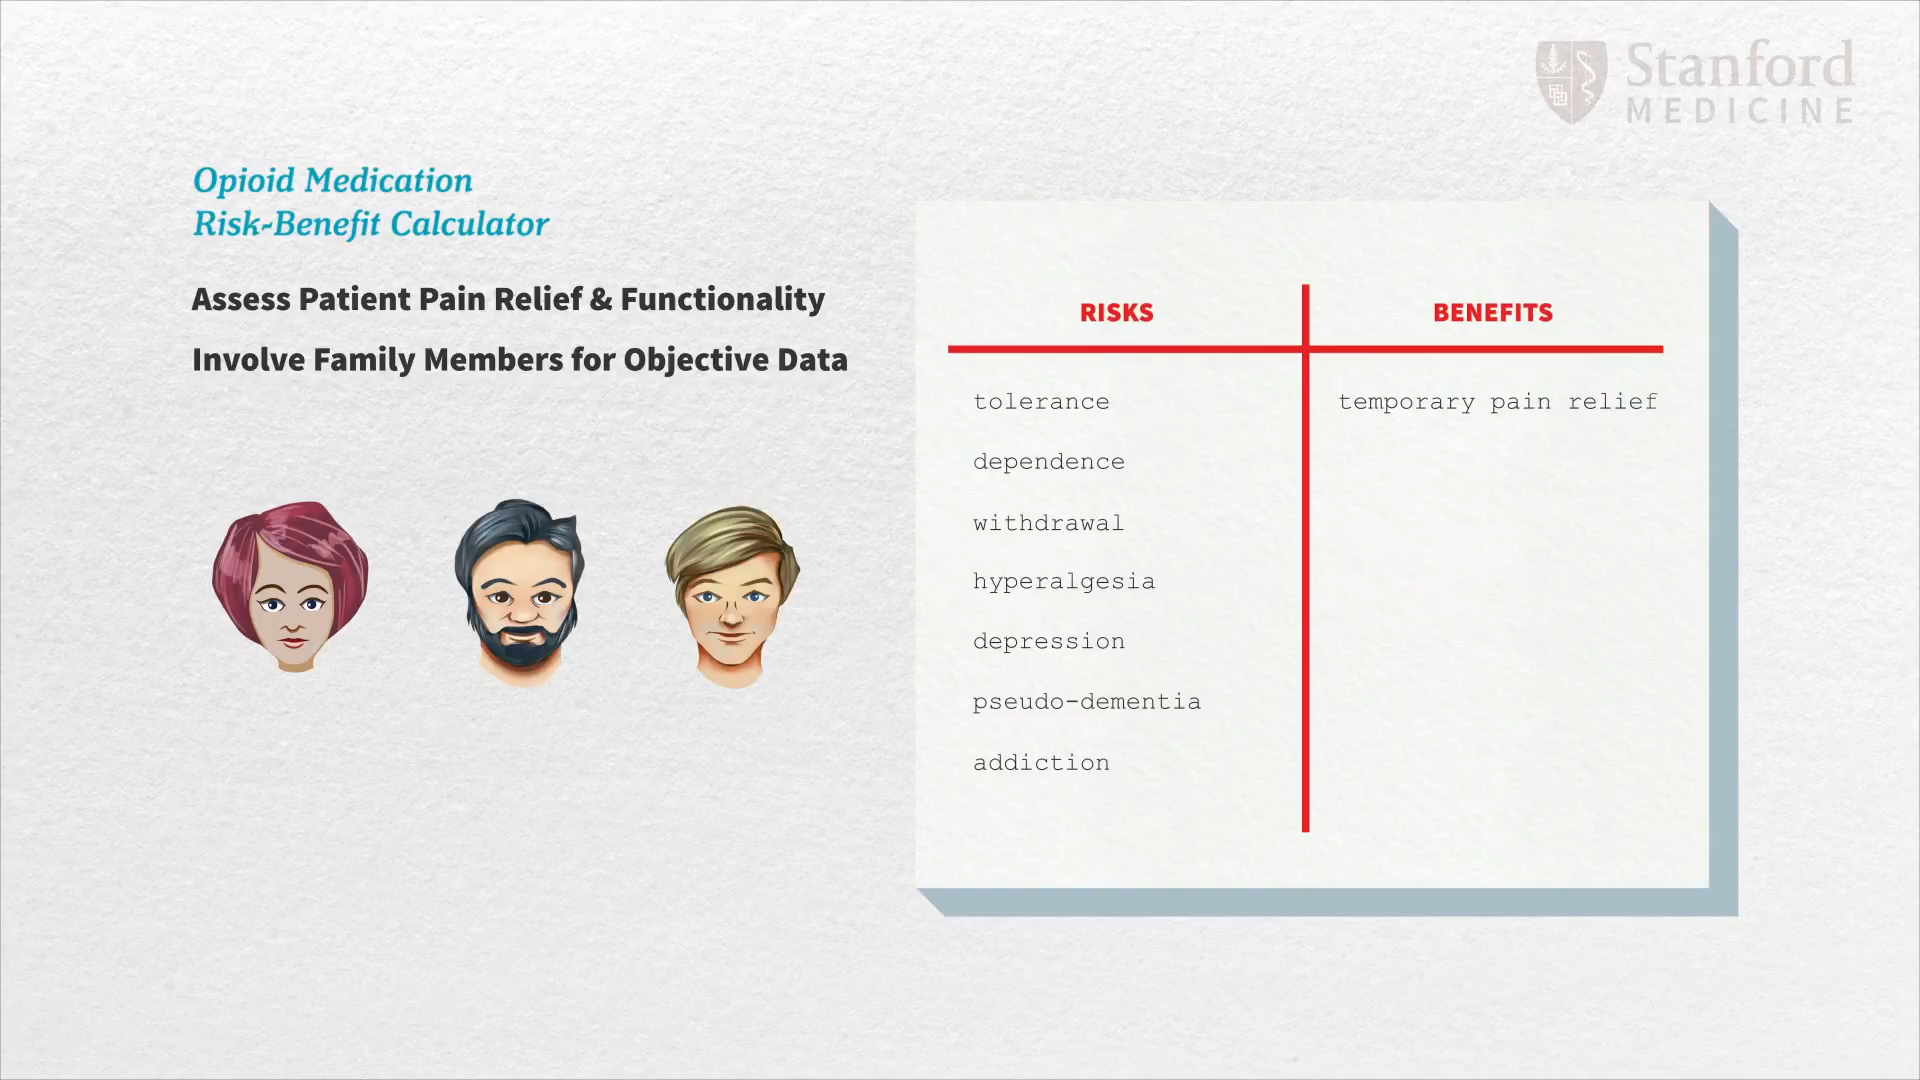 Stanford
MEDICINE
Opioid Medication
Risk-Benefit Calculator
Assess Patient Pain Relief & Functionality
Involve Family Members for Objective Data
RISKS
BENEFITS
tolerance
temporary pain relief
dependence
withdrawal
hyperalgesia
depression
pseudo-dementia
addiction